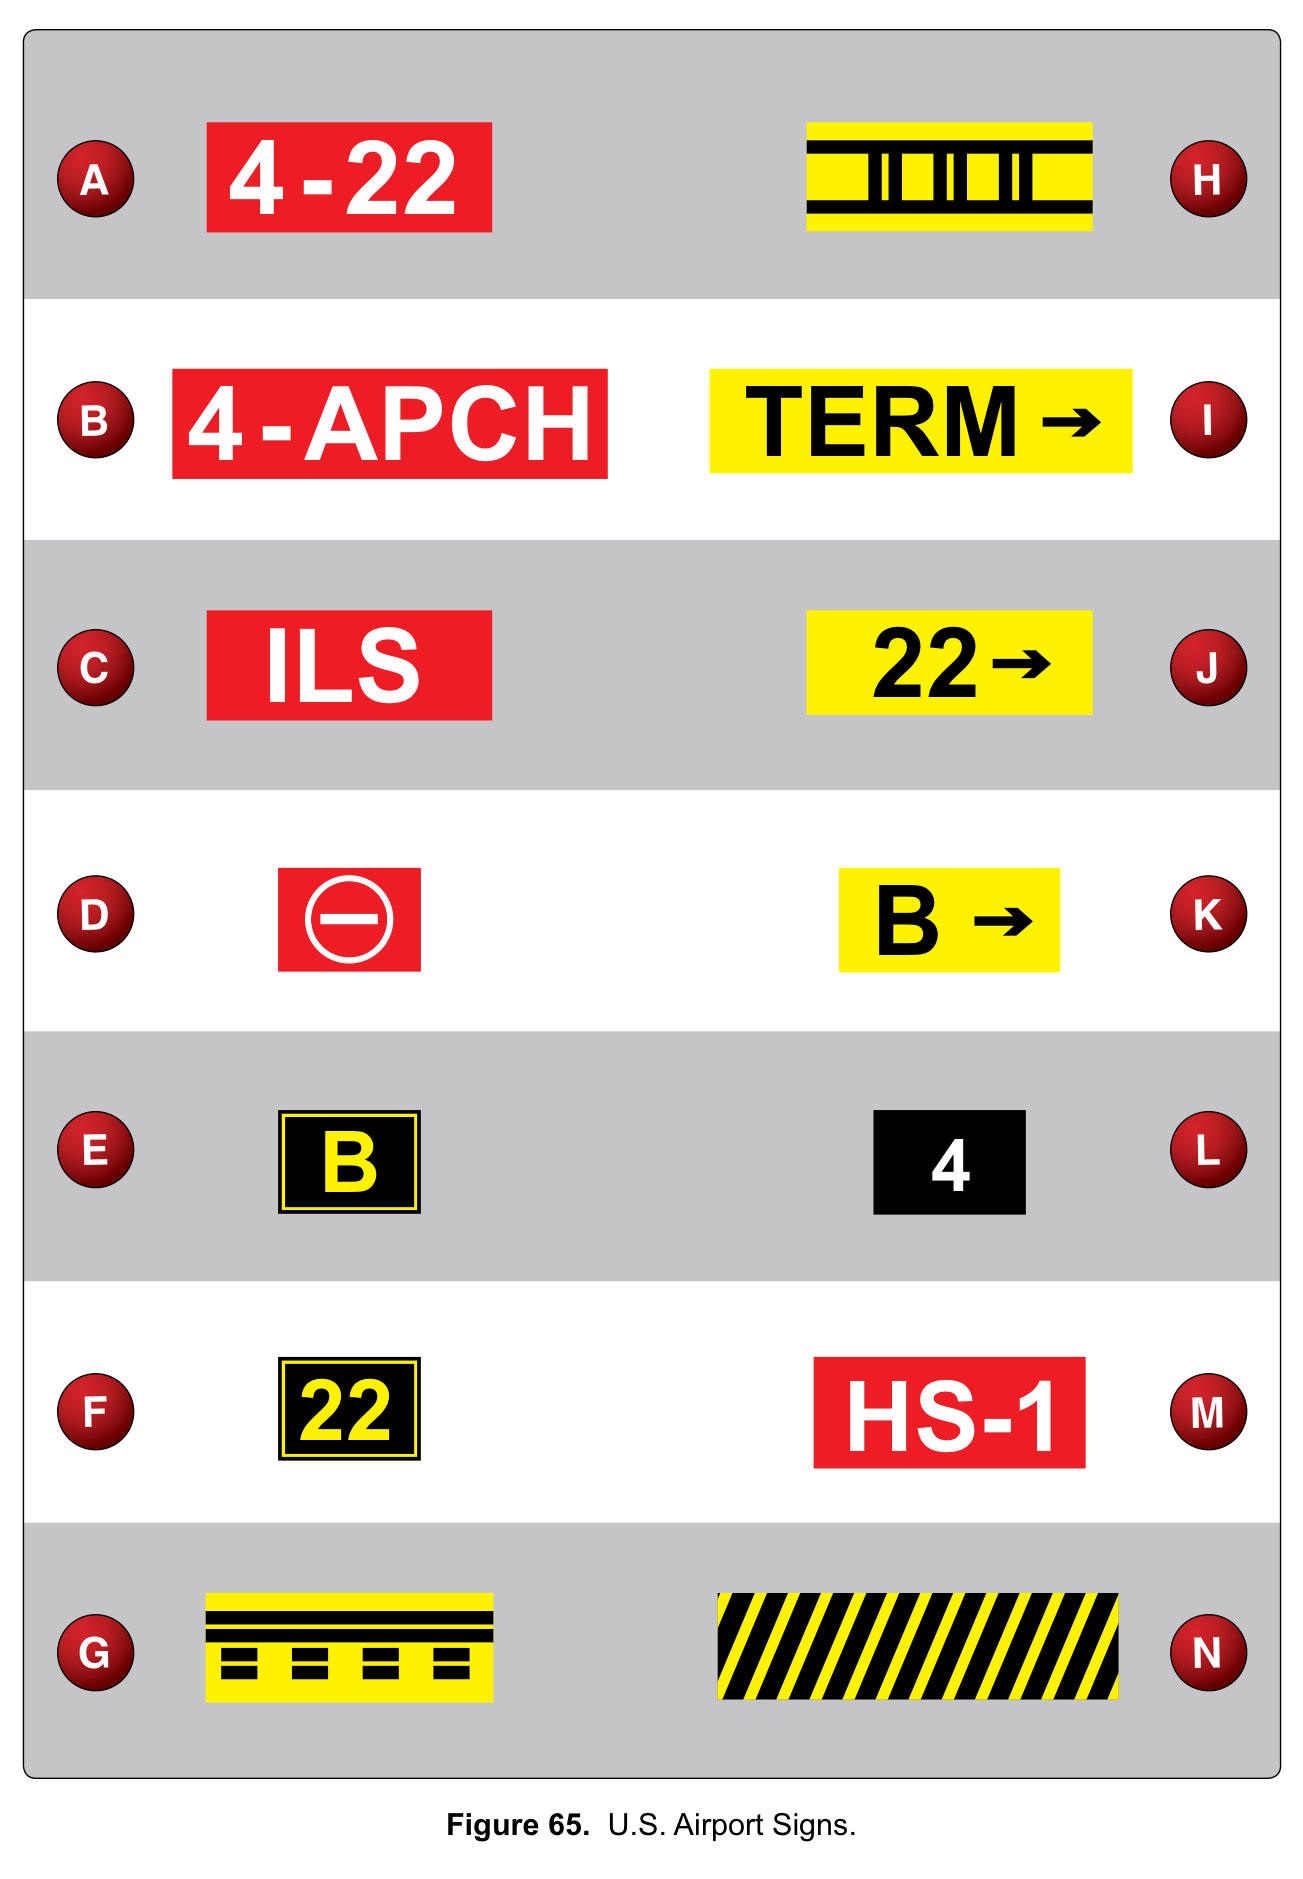 A 4-22 H
B 4-APCH TERM→ I
C ILS 22→ J
D K B →
E B 4 L
F 22 HS-1 M
G N
Figure 65. U.S. Airport Signs.